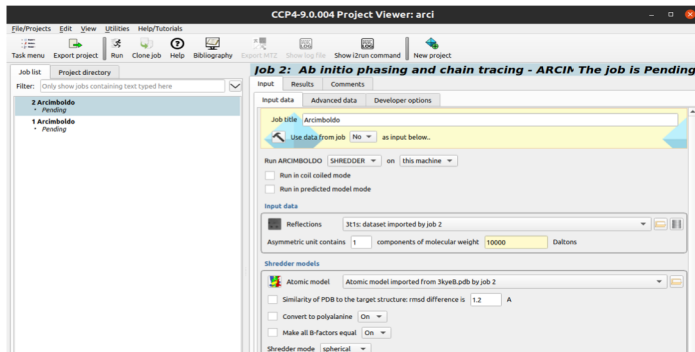 CCP4-9.0.004 Project Viewer: arci
File/Projects Edit View Utilities Help/Tutorials
Task menu Export project Run Clone job Help Bibliography Export MTZ Show log file Show i2run command New project
Job list Project directory
Filter: Only show jobs containing text typed here
2 Arcimboldo
Pending
1 Arcimboldo
Pending
Job 2: Ab initio phasing and chain tracing - ARCIM The job is Pending
Input Results Comments
Input data Advanced data Developer options
Job title Arcimboldo
Use data from job No as input below..
Run ARCIMBOLDO SHREDDER on this machine
Run in coil coiled mode
Run in predicted model mode
Input data
Reflections 3t1s: dataset imported by job 2
Asymmetric unit contains 1 components of molecular weight 10000 Daltons
Shredder models
Atomic model Atomic model imported from 3kyeB.pdb by job 2
Similarity of PDB to the target structure: rmsd difference is 1.2 A
Convert to polyalanine On
Make all B-factors equal On
Shredder mode spherical